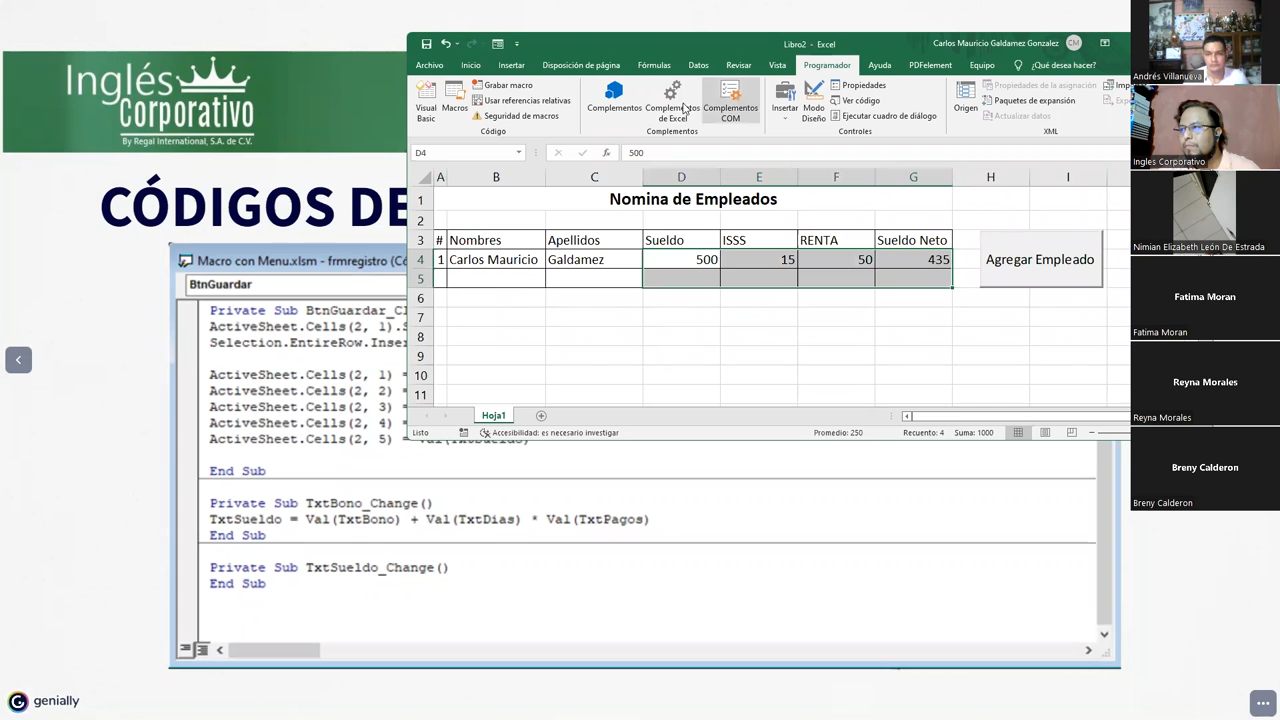 Inglés
Corporativo
By Regal International, S.A. de C.V.
CÓDIGOS DE
Macro con Menu.xlsm - frmregistro (Có
BtnGuardar
Private Sub BtnGuardar_Cl
ActiveSheet.Cells(2, 1).S
Selection.EntireRow.Inser
ActiveSheet.Cells(2, 1) =
ActiveSheet.Cells(2, 2) =
ActiveSheet.Cells(2, 3) =
ActiveSheet.Cells(2, 4) =
ActiveSheet.Cells(2, 5) = Val(TxtSueldo)
End Sub
Private Sub TxtBono_Change()
TxtSueldo = Val(TxtBono) + Val(TxtDias) * Val(TxtPagos)
End Sub
Private Sub TxtSueldo_Change()
End Sub
genially
Libro2 - Excel
Carlos Mauricio Galdamez Gonzalez CM
Archivo Inicio Insertar Disposición de página Fórmulas Datos Revisar Vista Programador Ayuda PDFelement Equipo ¿Qué desea hacer?
Visual Basic
Macros
Grabar macro
Usar referencias relativas
Seguridad de macros
Código
Complementos
Complementos de Excel
Complementos COM
Complementos
Insertar
Modo Diseño
Propiedades
Ver código
Ejecutar cuadro de diálogo
Controles
Origen
Propiedades de la asignación
Paquetes de expansión
Actualizar datos
XML
D4 fx 500
A B C D E F G H I
1 Nomina de Empleados
2
3 # Nombres Apellidos Sueldo ISSS RENTA Sueldo Neto
4 1 Carlos Mauricio Galdamez 500 15 50 435
Agregar Empleado
5
6
7
8
9
10
11
Hoja1
Listo Accesibilidad: es necesario investigar Promedio: 250 Recuento: 4 Suma: 1000
Andrés Villanueva
Ingles Corporativo
Nimian Elizabeth León De Estrada
Fatima Moran
Fatima Moran
Reyna Morales
Reyna Morales
Breny Calderon
Breny Calderon